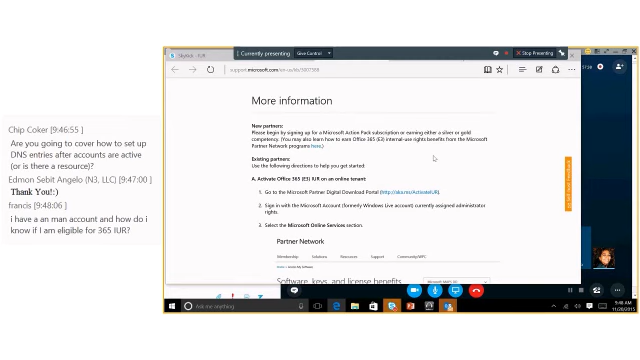 Chip Coker [9:46:55]
Are you going to cover how to set up
DNS entries after accounts are active
(or is there a resource)?
Edmon Sebit Angelo (N3, LLC) [9:47:00]
Thank You!:)
francis [9:48:06]
i have a an man account and how do i
know if I am eligible for 365 IUR?
Currently presenting
Give Control
Stop Presenting
More information
New partners:
Please begin by signing up for a Microsoft Action Pack subscription or earning either a silver or gold
competency. (You may also learn how to earn Office 365 (E3) internal-use rights benefits from the Microsoft
Partner Network programs here.)
Existing partners:
Use the following directions to help you get started:
A. Activate Office 365 (E3) IUR on an online tenant:
1. Go to the Microsoft Partner Digital Download Portal (http://aka.ms/ActivateIUR).
2. Sign in with the Microsoft Account (formerly Windows Live account) currently assigned administrator
rights.
3. Select the Microsoft Online Services section.
Partner Network
Membership Solutions Resources Support Community/WPC
Software, keys, and license benefits
Ask me anything
9:48 AM
11/20/2015